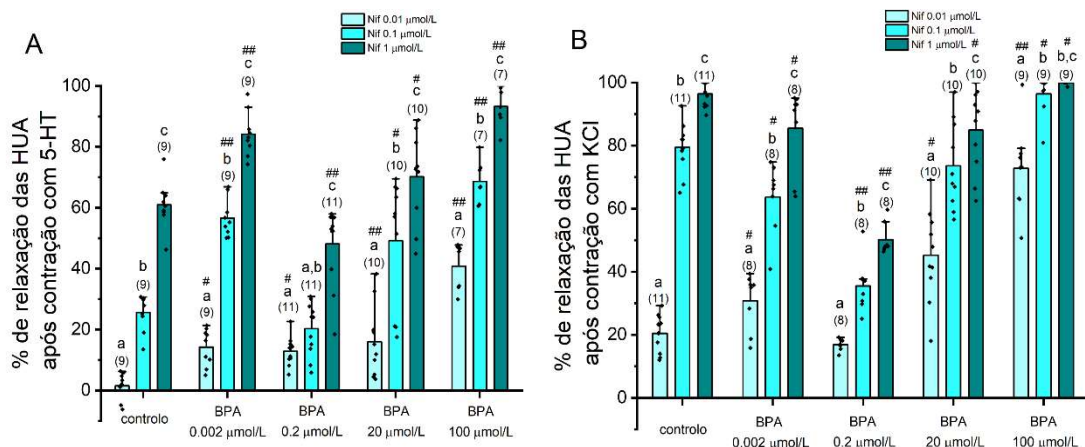 A
Nif 0.01 μmol/L
Nif 0.1 μmol/L
Nif 1 μmol/L
% de relaxação das HUA
após contração com 5-HT
100
80
60
40
20
0
a
(9)
b
(9)
c
(9)
#
a
(9)
##
b
(9)
##
c
(9)
#
a
(11)
a,b
(11)
##
c
(11)
##
a
(10)
#
b
(10)
#
c
(10)
##
a
(7)
##
b
(7)
##
c
(7)
controlo
BPA
0.002 μmol/L
BPA
0.2 μmol/L
BPA
20 μmol/L
BPA
100 μmol/L
B
Nif 0.01 μmol/L
Nif 0.1 μmol/L
Nif 1 μmol/L
% de relaxação das HUA
após contração com KCl
100
80
60
40
20
0
a
(11)
b
(11)
c
(11)
#
a
(8)
#
b
(8)
#
c
(8)
a
(8)
##
b
(8)
##
c
(8)
#
a
(10)
b
(10)
#
c
(10)
##
a
(9)
#
b
(9)
#
b,c
(9)
controlo
BPA
0.002 μmol/L
BPA
0.2 μmol/L
BPA
20 μmol/L
BPA
100 μmol/L